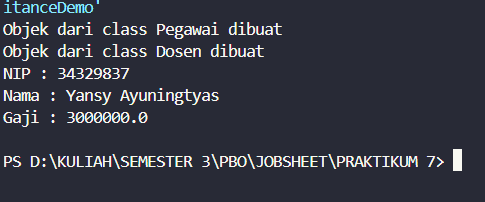 itanceDemo'
Objek dari class Pegawai dibuat
Objek dari class Dosen dibuat
NIP : 34329837
Nama : Yansy Ayuningtyas
Gaji : 3000000.0
PS D:\KULIAH\SEMESTER 3\PBO\JOBSHEET\PRAKTIKUM 7>